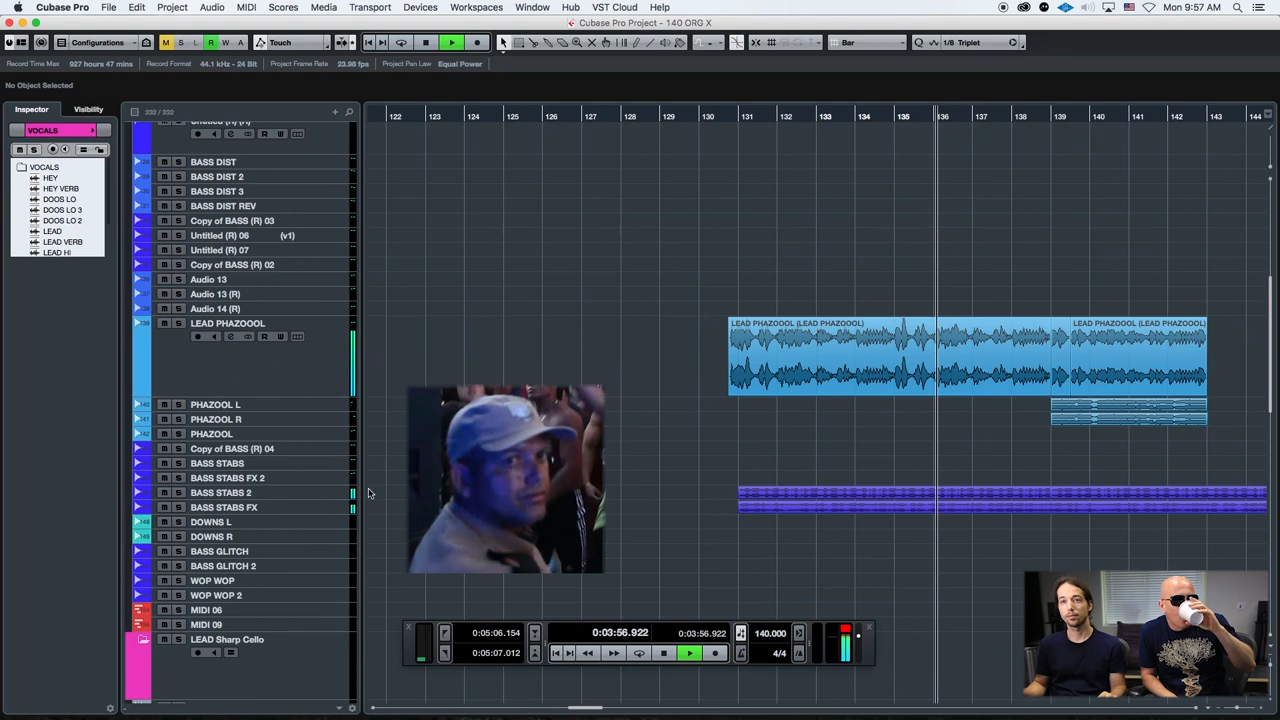 Cubase Pro File Edit Project Audio MIDI Scores Media Transport Devices Workspaces Window VST Cloud Help Mon 9:57 AM
Cubase Pro Project - 140 ORG X
Configurations M S L R W A Touch Bar Q 1/8 Triplet
Record Time Max 927 hours 47 mins Record Format 44.1 kHz - 24 Bit Project Frame Rate 23.98 fps Project Pan Law Equal Power
No Object Selected
Inspector Visibility
232 / 232
122 123 124 125 126 127 128 129 130 131 132 133 134 135 136 137 138 139 140 141 142 143 144
VOCALS
m S
VOCALS
HEY
HEY VERB
DOOS LO
DOOS LO 3
DOOS LO 2
LEAD
LEAD VERB
LEAD HI
R W
m S BASS DIST
m S BASS DIST 2
m S BASS DIST 3
m S BASS DIST REV
m S Copy of BASS (R) 03
m S Untitled (R) 06 (v1)
m S Untitled (R) 07
m S Copy of BASS (R) 02
m S Audio 13
m S Audio 13 (R)
m S Audio 14 (R)
139 m S LEAD PHAZOOOL
R W
LEAD PHAZOOOL (LEAD PHAZOOOL) LEAD PHAZOOOL (LEAD PHAZOOOL)
140 m S PHAZOOL L
141 m S PHAZOOL R
142 m S PHAZOOL
m S Copy of BASS (R) 04
m S BASS STABS
m S BASS STABS FX 2
m S BASS STABS 2
m S BASS STABS FX
148 m S DOWNS L
149 m S DOWNS R
m S BASS GLITCH
m S BASS GLITCH 2
m S WOP WOP
m S WOP WOP 2
m S MIDI 06
m S MIDI 09
m S LEAD Sharp Cello
0:05:06.154 0:03:56.922 0:03:56.922 140.000
0:05:07.012 4/4